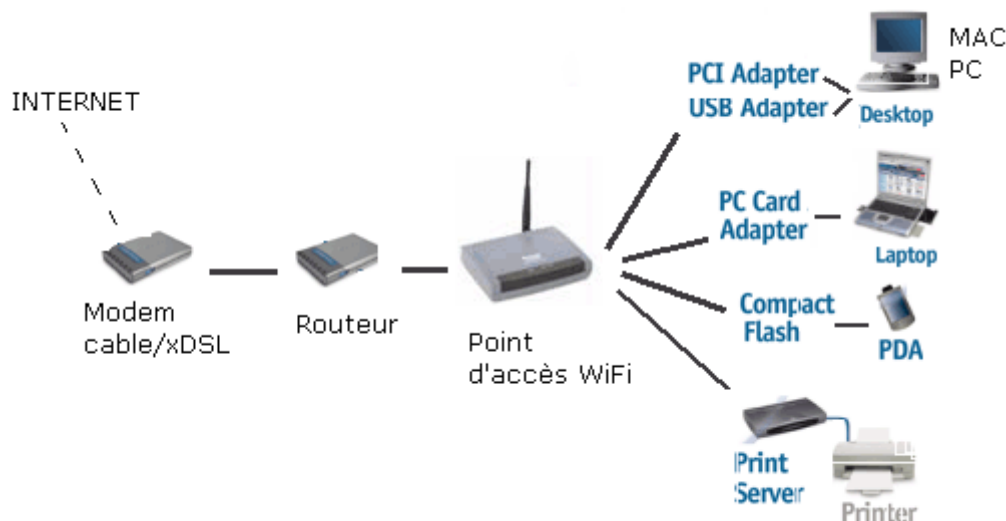 INTERNET
Modem
cable/xDSL
Routeur
Point
d'accès WiFi
PCI Adapter
USB Adapter
MAC
PC
Desktop
PC Card
Adapter
Laptop
Compact
Flash
PDA
Print
Server
Printer